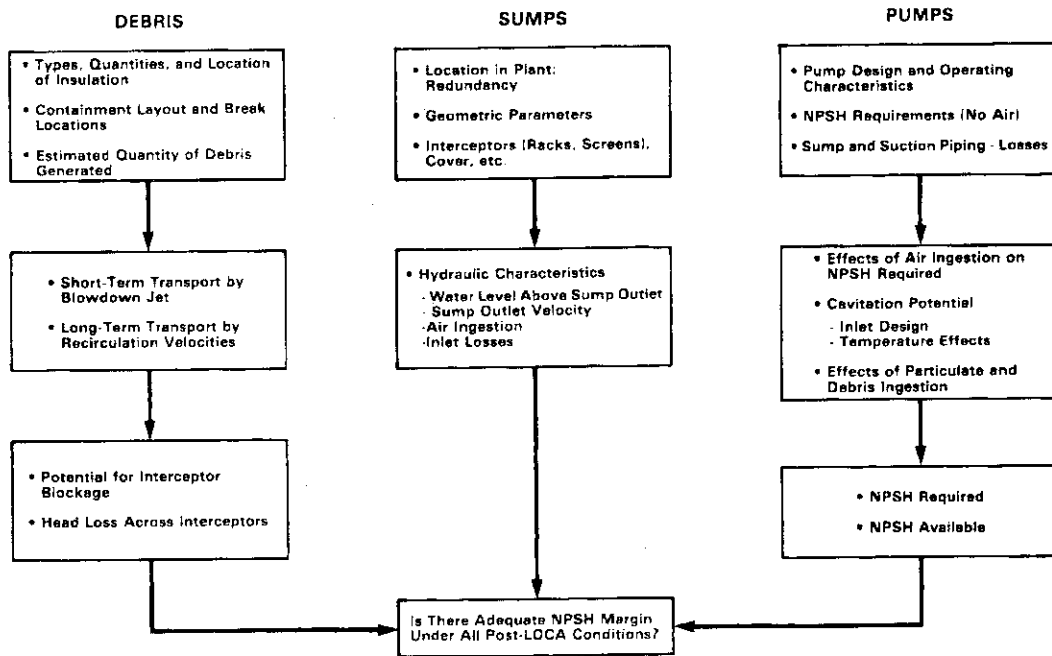 DEBRIS
• Types, Quantities, and Location
of Insulation
• Containment Layout and Break
Locations
• Estimated Quantity of Debris
Generated
• Short-Term Transport by
Blowdown Jet
• Long-Term Transport by
Recirculation Velocities
• Potential for Interceptor
Blockage
• Head Loss Across Interceptors
SUMPS
• Location in Plant:
Redundancy
• Geometric Parameters
• Interceptors (Racks, Screens),
Cover, etc.
• Hydraulic Characteristics
- Water Level Above Sump Outlet
- Sump Outlet Velocity
-Air Ingestion
-Inlet Losses
PUMPS
• Pump Design and Operating
Characteristics
• NPSH Requirements (No Air)
• Sump and Suction Piping - Losses
• Effects of Air Ingestion on
NPSH Required
• Cavitation Potential
- Inlet Design
- Temperature Effects
• Effects of Particulate and
Debris Ingestion
• NPSH Required
• NPSH Available
Is There Adequate NPSH Margin
Under All Post-LOCA Conditions?